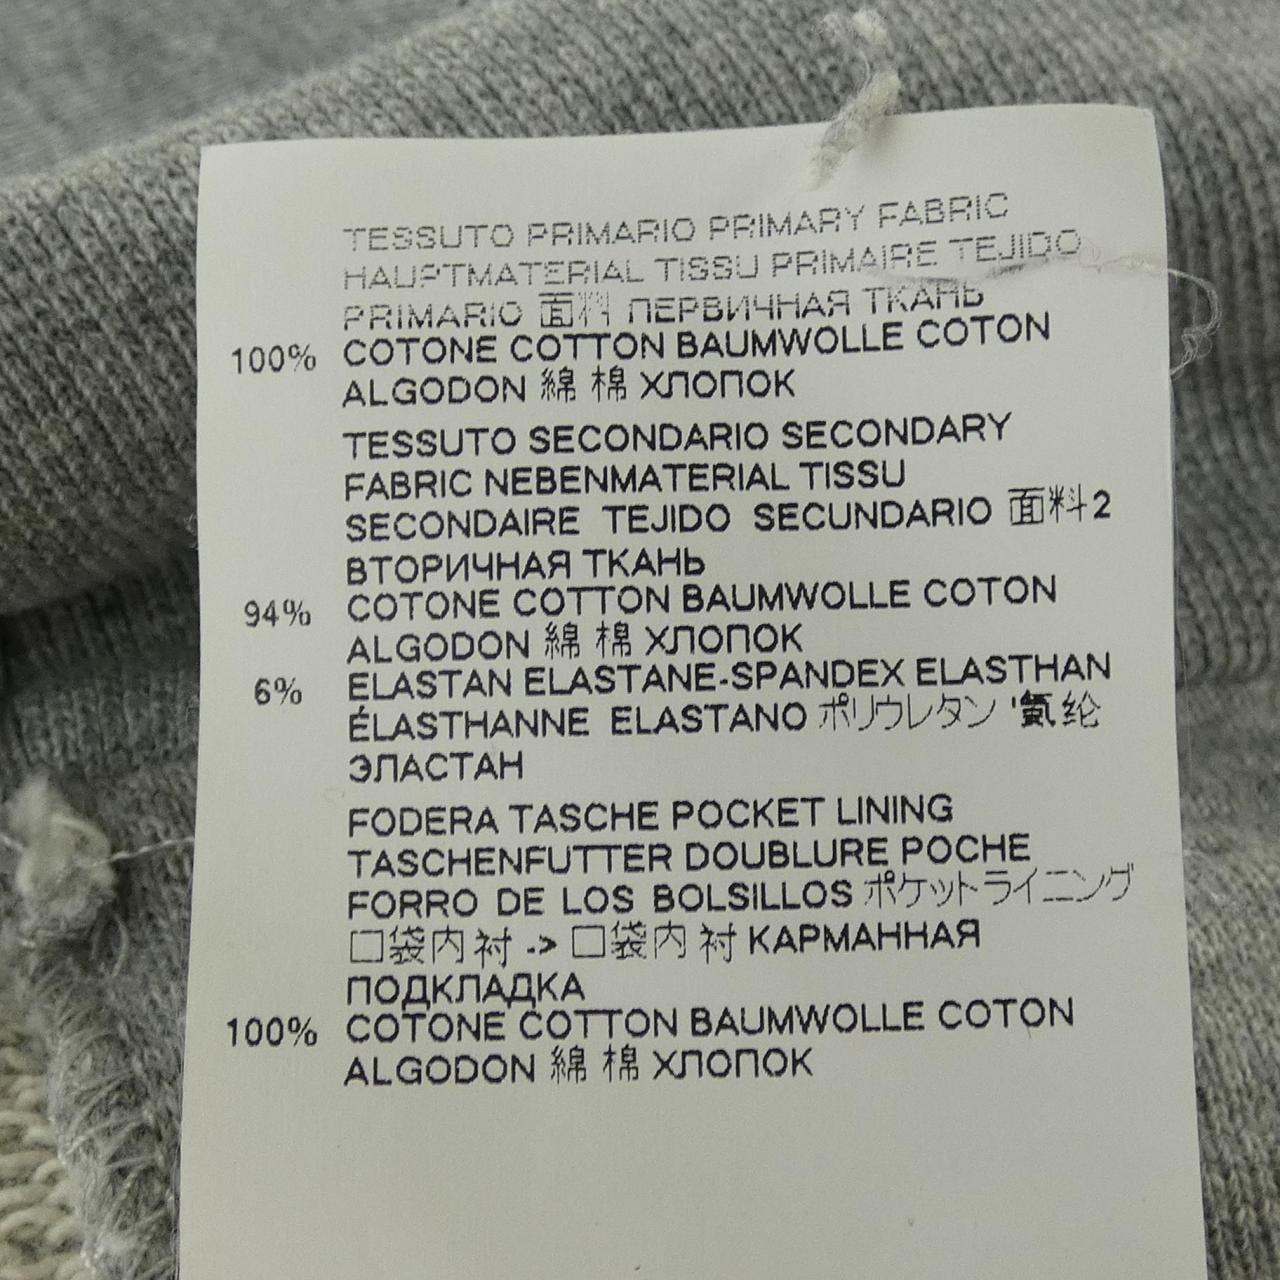 TESSUTO PRIMARIO PRIMARY FABRIC
HAUPTMATERIAL TISSU PRIMAIRE TEJIDO
PRIMARIO 面料 ПЕРВИЧНАЯ ТКАНЬ
100% COTONE COTTON BAUMWOLLE COTON
ALGODON 綿 棉 ХЛОПОК
TESSUTO SECONDARIO SECONDARY
FABRIC NEBENMATERIAL TISSU
SECONDAIRE TEJIDO SECUNDARIO 面料2
ВТОРИЧНАЯ ТКАНЬ
94% COTONE COTTON BAUMWOLLE COTON
ALGODON 綿 棉 ХЛОПОК
6% ELASTAN ELASTANE-SPANDEX ELASTHAN
ÉLASTHANNE ELASTANO ポリウレタン '氨纶
ЭЛАСТАН
FODERA TASCHE POCKET LINING
TASCHENFUTTER DOUBLURE POCHE
FORRO DE LOS BOLSILLOS ポケットライニング
口袋内衬 -> 口袋内衬 КАРМАННАЯ
ПОДКЛАДКА
100% COTONE COTTON BAUMWOLLE COTON
ALGODON 綿 棉 ХЛОПОК